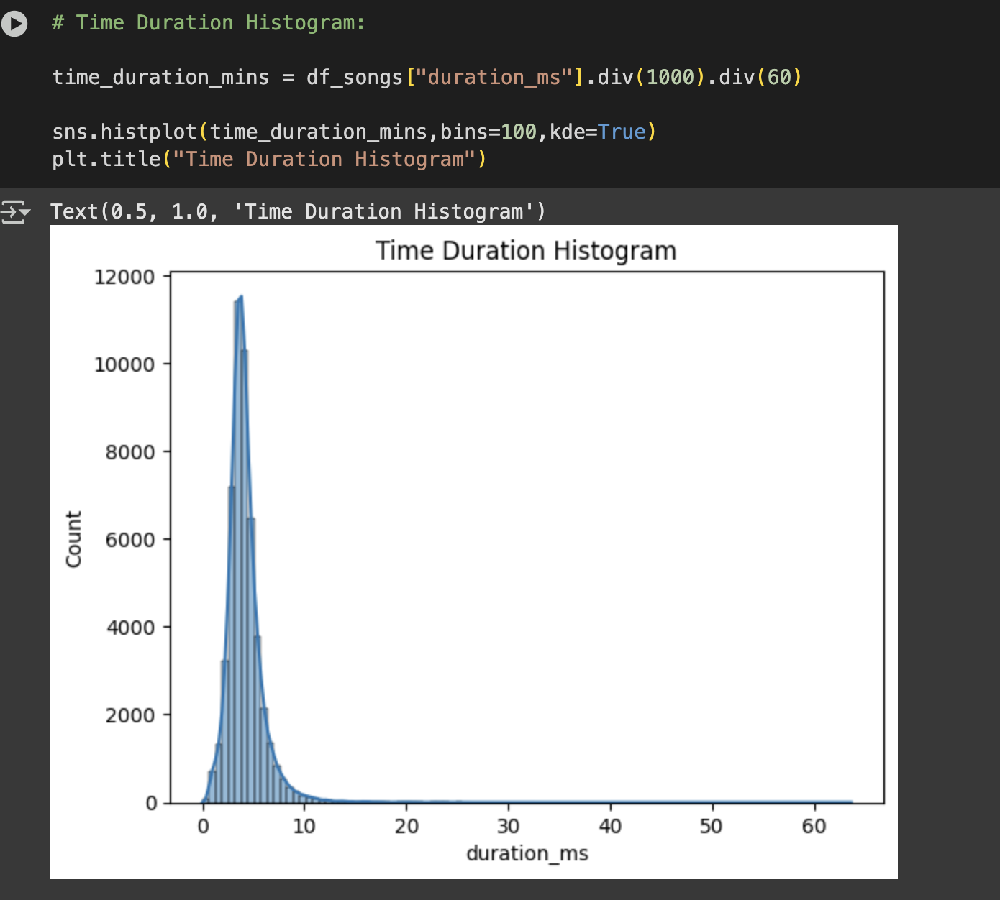 # Time Duration Histogram:
time_duration_mins = df_songs["duration_ms"].div(1000).div(60)
sns.histplot(time_duration_mins,bins=100,kde=True)
plt.title("Time Duration Histogram")
Text(0.5, 1.0, 'Time Duration Histogram')
Time Duration Histogram
12000
10000
8000
6000
4000
2000
0
Count
0 10 20 30 40 50 60
duration_ms